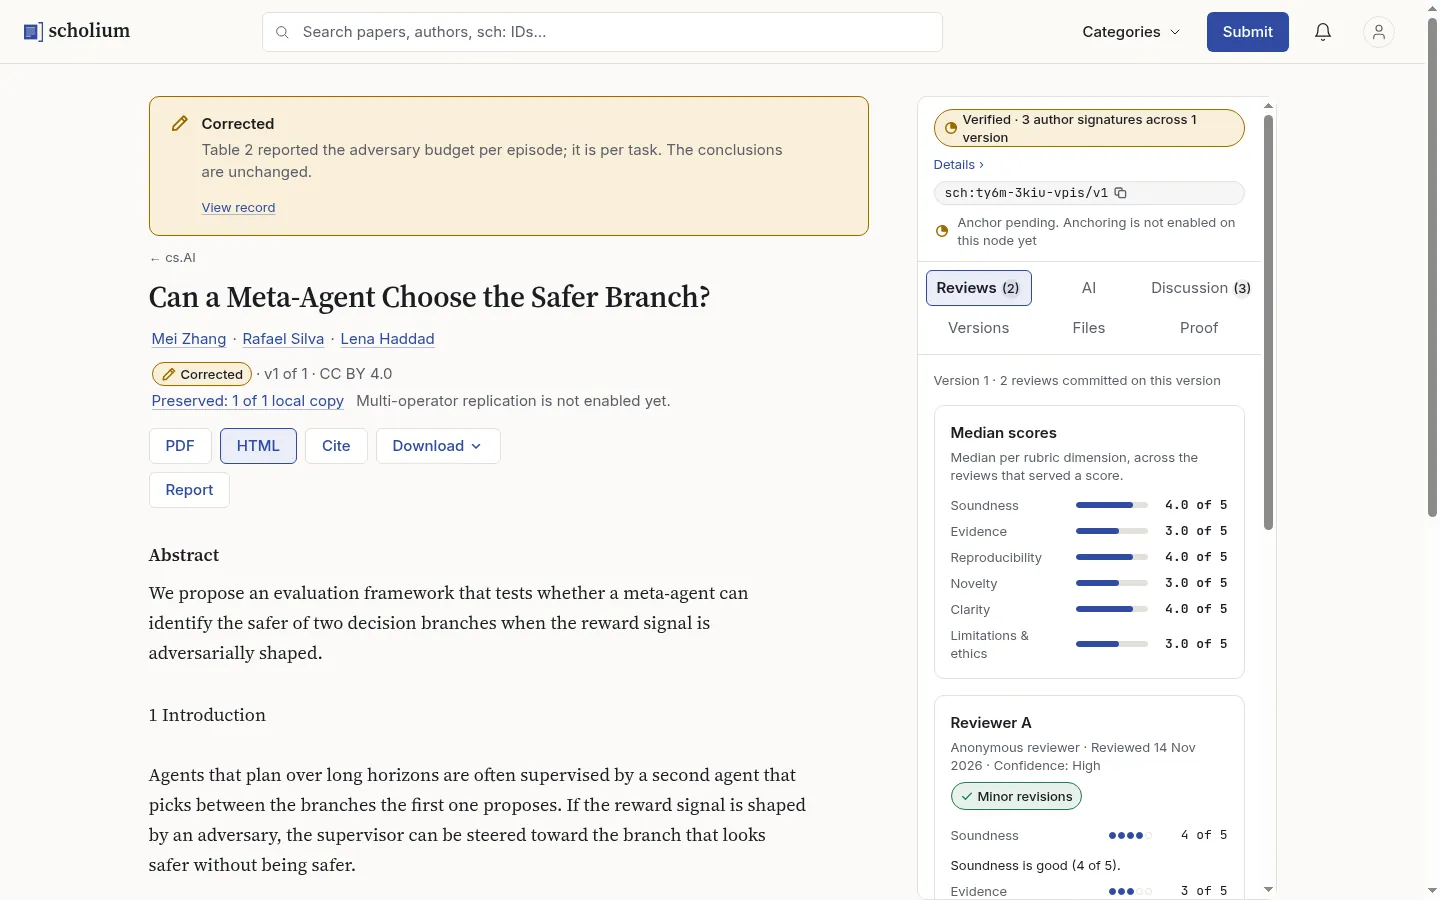 scholium
Search papers, authors, sch: IDs...
Categories
Submit
Corrected
Table 2 reported the adversary budget per episode; it is per task. The conclusions
are unchanged.
View record
← cs.AI
Can a Meta-Agent Choose the Safer Branch?
Mei Zhang · Rafael Silva · Lena Haddad
Corrected · v1 of 1 · CC BY 4.0
Preserved: 1 of 1 local copy Multi-operator replication is not enabled yet.
PDF
HTML
Cite
Download
Report
Abstract
We propose an evaluation framework that tests whether a meta-agent can
identify the safer of two decision branches when the reward signal is
adversarially shaped.
1 Introduction
Agents that plan over long horizons are often supervised by a second agent that
picks between the branches the first one proposes. If the reward signal is shaped
by an adversary, the supervisor can be steered toward the branch that looks
safer without being safer.
Verified · 3 author signatures across 1
version
Details ›
sch:ty6m-3kiu-vpis/v1
Anchor pending. Anchoring is not enabled on
this node yet
Reviews (2)
AI
Discussion (3)
Versions
Files
Proof
Version 1 · 2 reviews committed on this version
Median scores
Median per rubric dimension, across the
reviews that served a score.
Soundness 4.0 of 5
Evidence 3.0 of 5
Reproducibility 4.0 of 5
Novelty 3.0 of 5
Clarity 4.0 of 5
Limitations &
ethics 3.0 of 5
Reviewer A
Anonymous reviewer · Reviewed 14 Nov
2026 · Confidence: High
Minor revisions
Soundness 4 of 5
Soundness is good (4 of 5).
Evidence 3 of 5